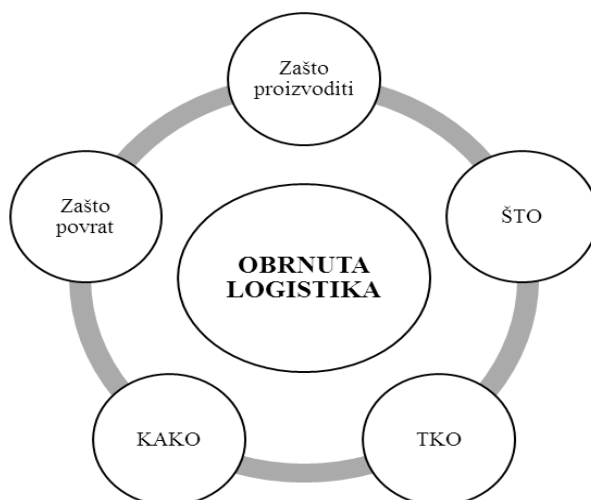 Zašto
proizvoditi
Zašto
povrat
ŠTO
OBRNUTA
LOGISTIKA
KAKO
TKO